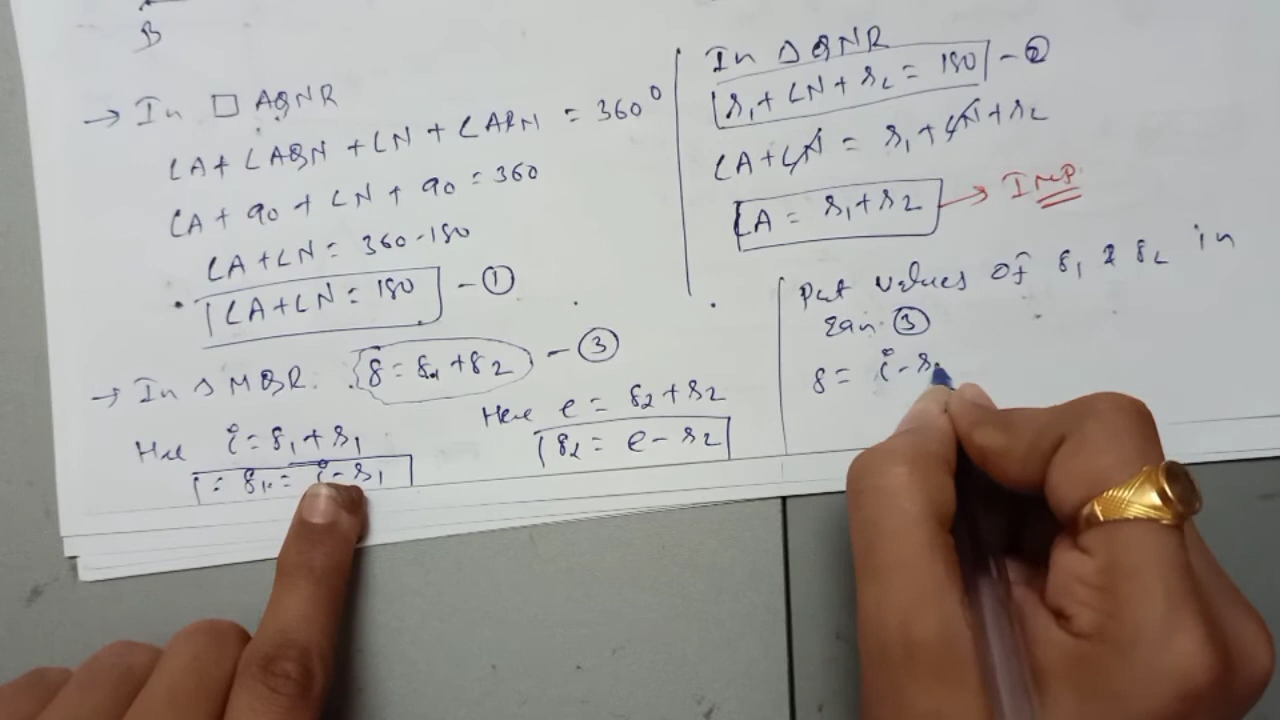 B
→ In □ AQNR
∠A + ∠AQN + ∠N + ∠ARN = 360°
∠A + 90 + ∠N + 90 = 360
∠A + ∠N = 360 - 180
∠A + ∠N = 180 - ①
→ In Δ MQR. δ = δ1 + δ2 - ③
Here i = δ1 + r1
= δ1 = i - r1
Here e = δ2 + r2
δ2 = e - r2
In Δ QNR
r1 + ∠N + r2 = 180 - ②
∠A + ∠N = r1 + ∠N + r2
∠A = r1 + r2 → IMP
Put values of δ1 & δ2 in
Eqn. ③
δ = i - r1